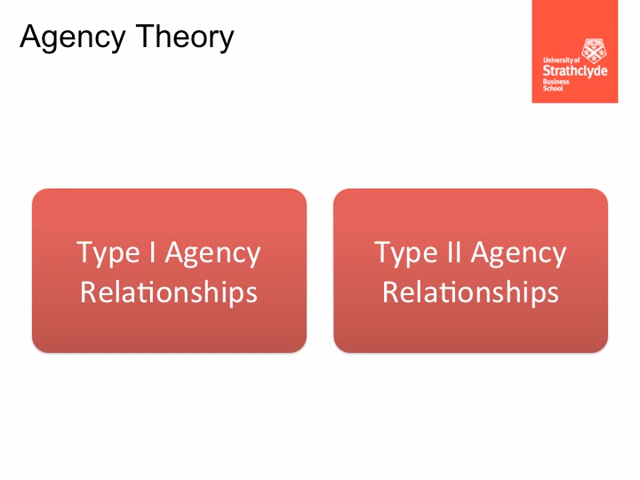 Agency Theory
University of
Strathclyde
Business
School
Type I Agency
Relationships
Type II Agency
Relationships